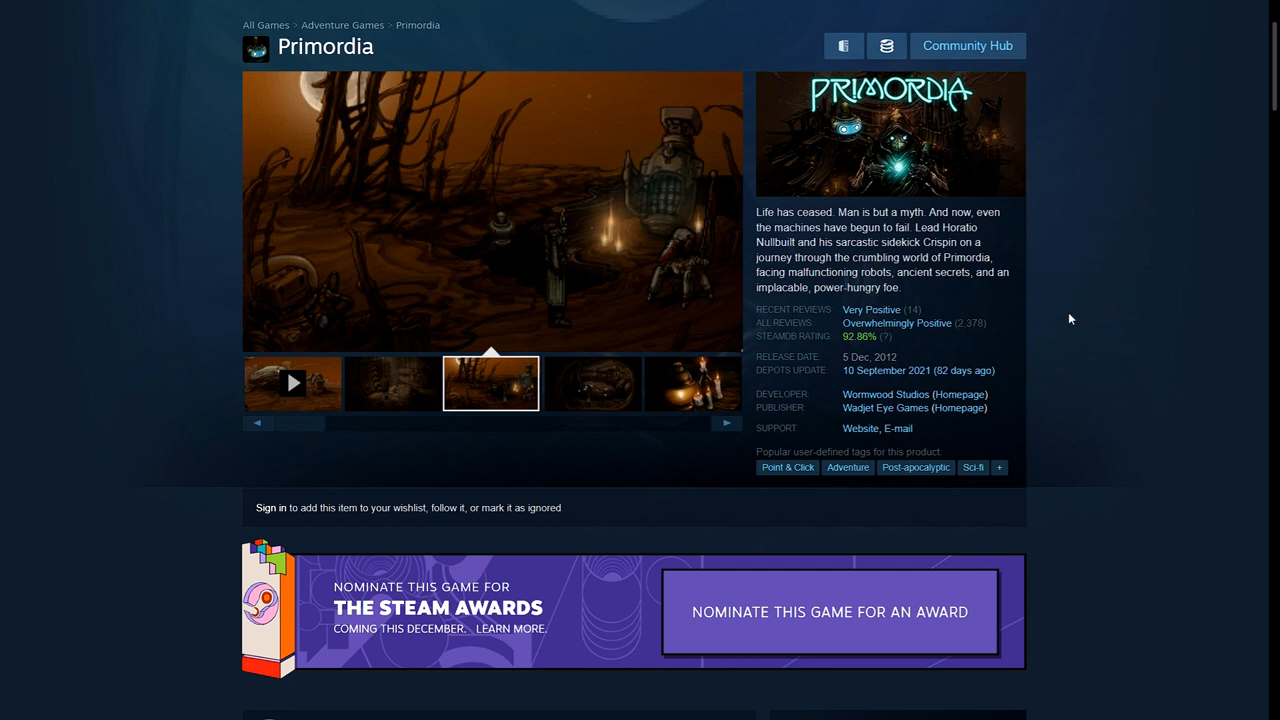 All Games > Adventure Games > Primordia
Primordia
Community Hub
PRIMORDIA
Life has ceased. Man is but a myth. And now, even
the machines have begun to fail. Lead Horatio
Nullbuilt and his sarcastic sidekick Crispin on a
journey through the crumbling world of Primordia,
facing malfunctioning robots, ancient secrets, and an
implacable, power-hungry foe.
RECENT REVIEWS: Very Positive (14)
ALL REVIEWS: Overwhelmingly Positive (2,378)
STEAMDB RATING: 92.86% (?)
RELEASE DATE: 5 Dec, 2012
DEPOTS UPDATE: 10 September 2021 (82 days ago)
DEVELOPER: Wormwood Studios (Homepage)
PUBLISHER: Wadjet Eye Games (Homepage)
SUPPORT: Website, E-mail
Popular user-defined tags for this product:
Point & Click Adventure Post-apocalyptic Sci-fi +
Sign in to add this item to your wishlist, follow it, or mark it as ignored
NOMINATE THIS GAME FOR
THE STEAM AWARDS
COMING THIS DECEMBER. LEARN MORE.
NOMINATE THIS GAME FOR AN AWARD